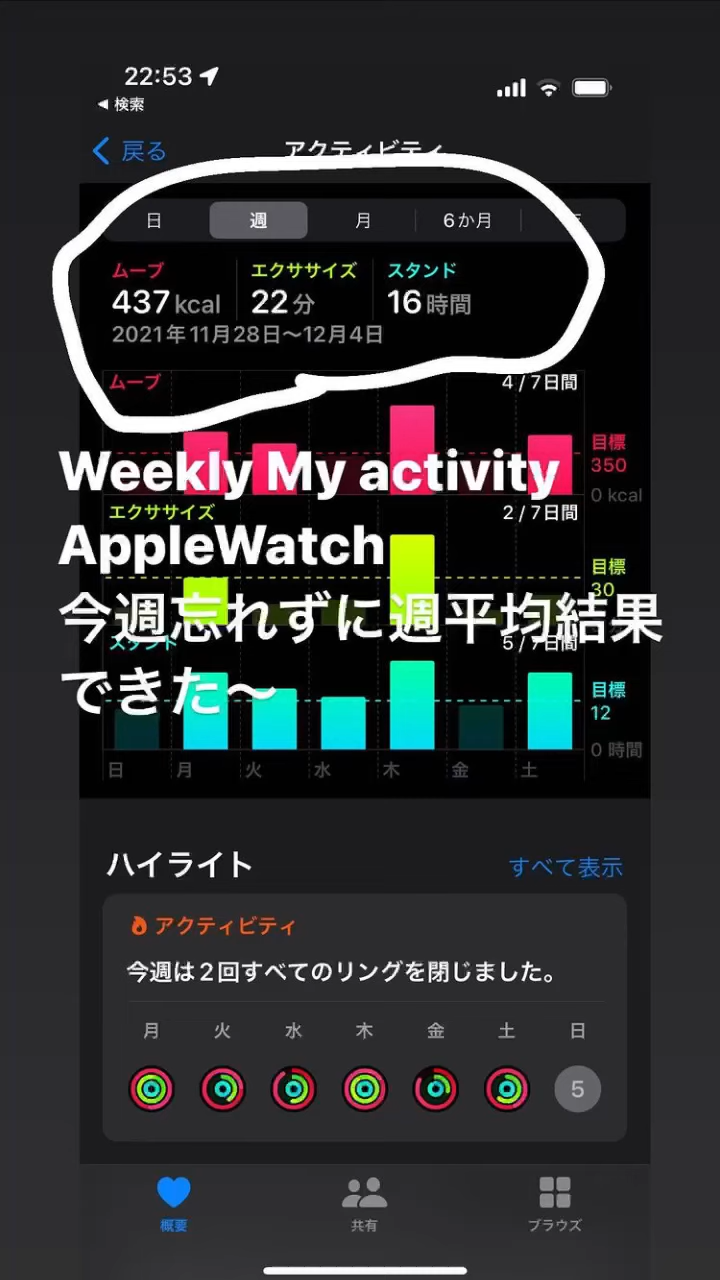 22:53
◀ 検索
戻る
アクティビティ
日 週 月 6か月
ムーブ エクササイズ スタンド
437 kcal 22分 16時間
2021年11月28日〜12月4日
ムーブ 4/7日間
目標
350
0 kcal
Weekly My activity
エクササイズ 2/7日間
AppleWatch
目標
30
今週忘れずに週平均結果
スタンド 5/7日間
できた〜
目標
12
0 時間
日 月 火 水 木 金 土
ハイライト すべて表示
アクティビティ
今週は2回すべてのリングを閉じました。
月 火 水 木 金 土 日
5
概要 共有 ブラウズ